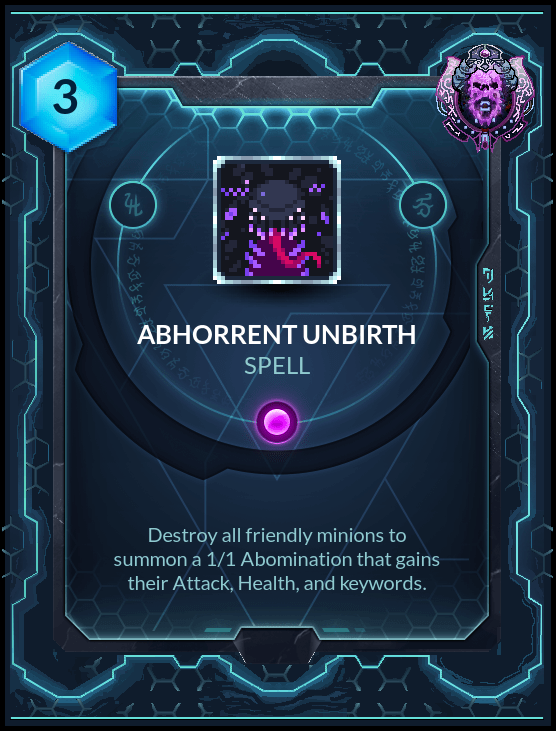 3
ABHORRENT UNBIRTH
SPELL
Destroy all friendly minions to
summon a 1/1 Abomination that gains
their Attack, Health, and keywords.